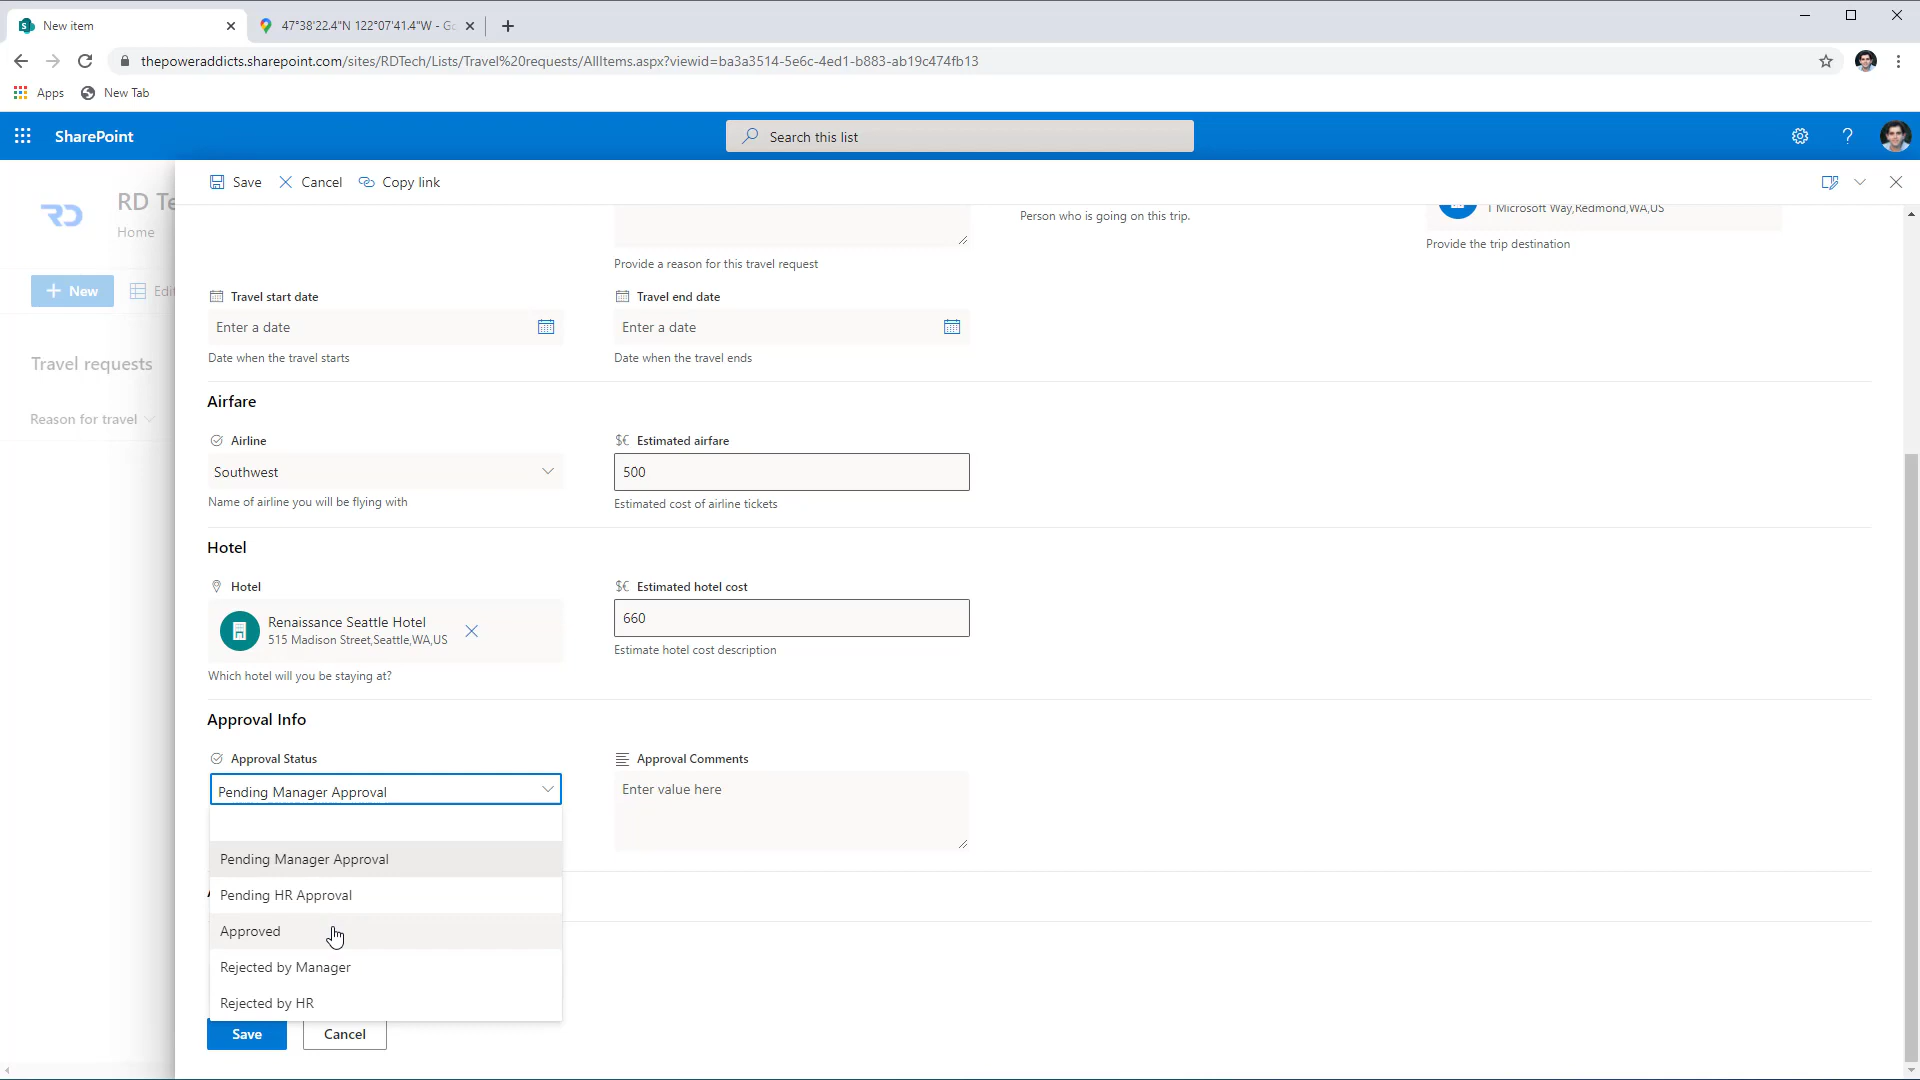 New item
47°38'22.4"N 122°07'41.4"W - Go
thepoweraddicts.sharepoint.com/sites/RDTech/Lists/Travel%20requests/AllItems.aspx?viewid=ba3a3514-5e6c-4ed1-b883-ab19c474fb13
Apps
New Tab
SharePoint
Search this list
?
Save
Cancel
Copy link
RD
RD Te
Home
New
Edit
Travel requests
Reason for travel
1 Microsoft Way,Redmond,WA,US
Person who is going on this trip.
Provide the trip destination
Provide a reason for this travel request
Travel start date
Travel end date
Enter a date
Enter a date
Date when the travel starts
Date when the travel ends
Airfare
Airline
$€ Estimated airfare
Southwest
500
Name of airline you will be flying with
Estimated cost of airline tickets
Hotel
Hotel
$€ Estimated hotel cost
Renaissance Seattle Hotel
515 Madison Street,Seattle,WA,US
660
Estimate hotel cost description
Which hotel will you be staying at?
Approval Info
Approval Status
Approval Comments
Pending Manager Approval
Enter value here
Pending Manager Approval
Pending HR Approval
Approved
Rejected by Manager
Rejected by HR
Save
Cancel